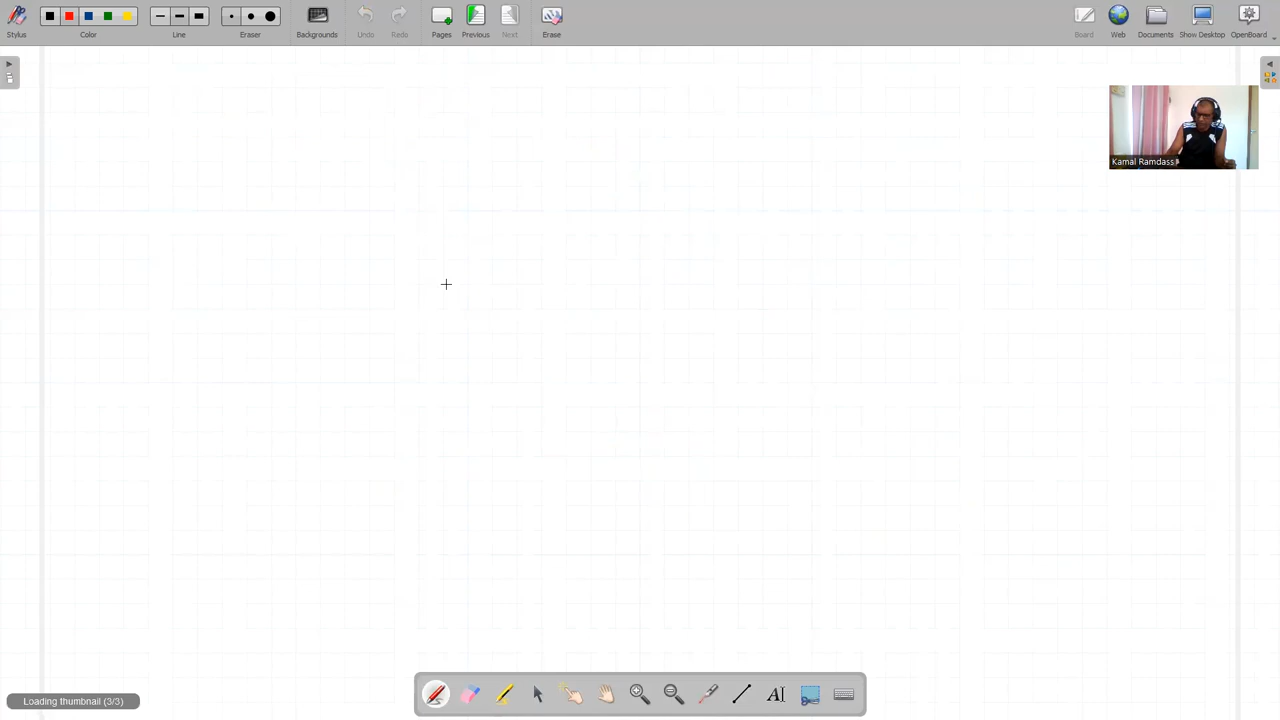 Stylus
Color
Line
Eraser
Backgrounds
Undo
Redo
Pages
Previous
Next
Erase
Board
Web
Documents
Show Desktop
OpenBoard
Kamal Ramdass
AI
Loading thumbnail (3/3)